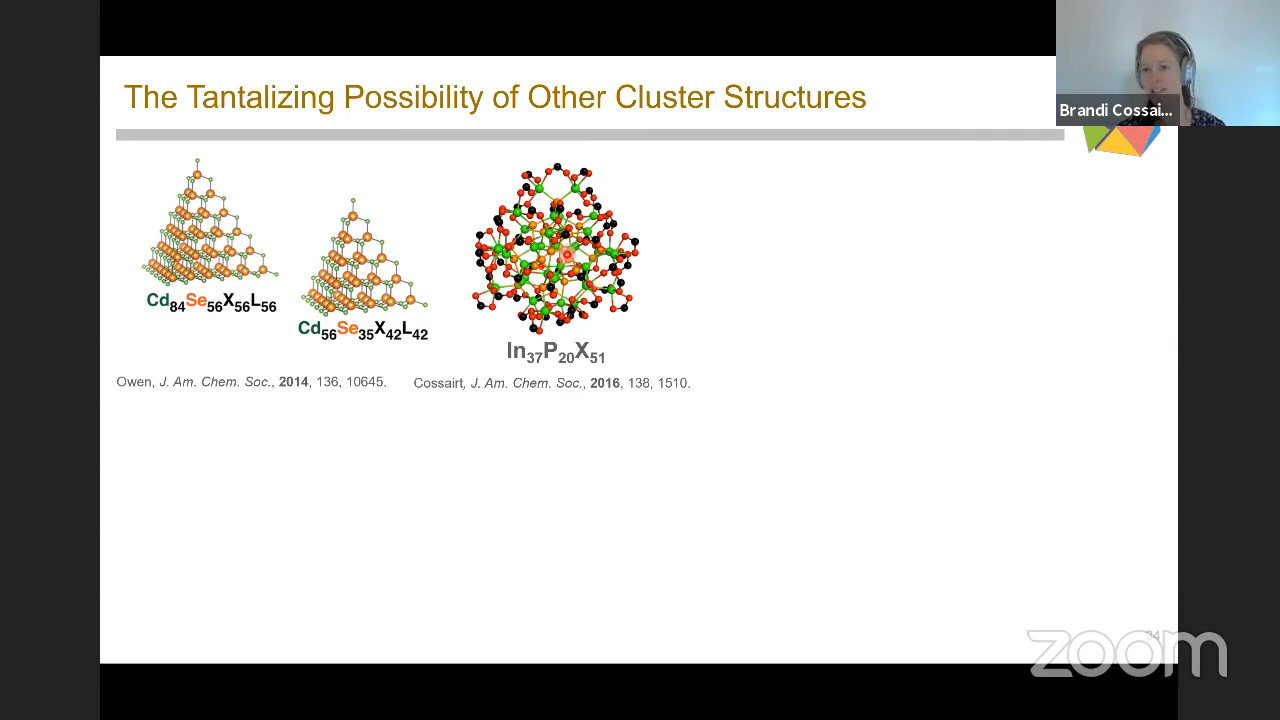 The Tantalizing Possibility of Other Cluster Structures
Brandi Cossai...
Cd84Se56X56L56
Cd56Se35X42L42
In37P20X51
Owen, J. Am. Chem. Soc., 2014, 136, 10645.
Cossairt, J. Am. Chem. Soc., 2016, 138, 1510.
34
zoom